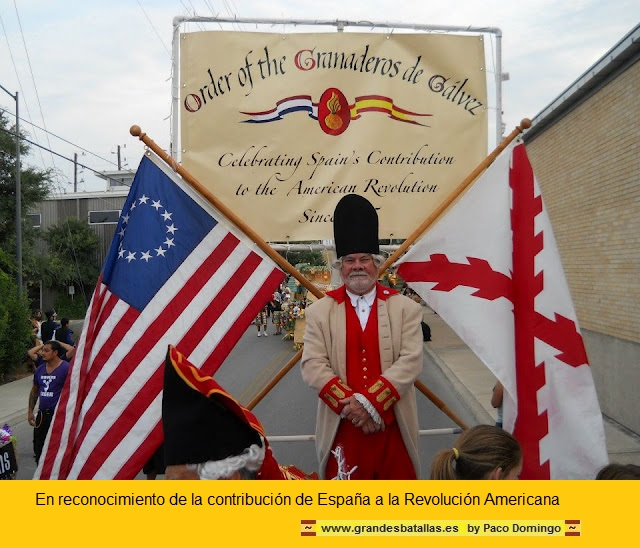 Order of the Granaderos de Gálvez
Celebrating Spain's Contribution
to the American Revolution
Since
En reconocimiento de la contribución de España a la Revolución Americana
www.grandesbatallas.es by Paco Domingo